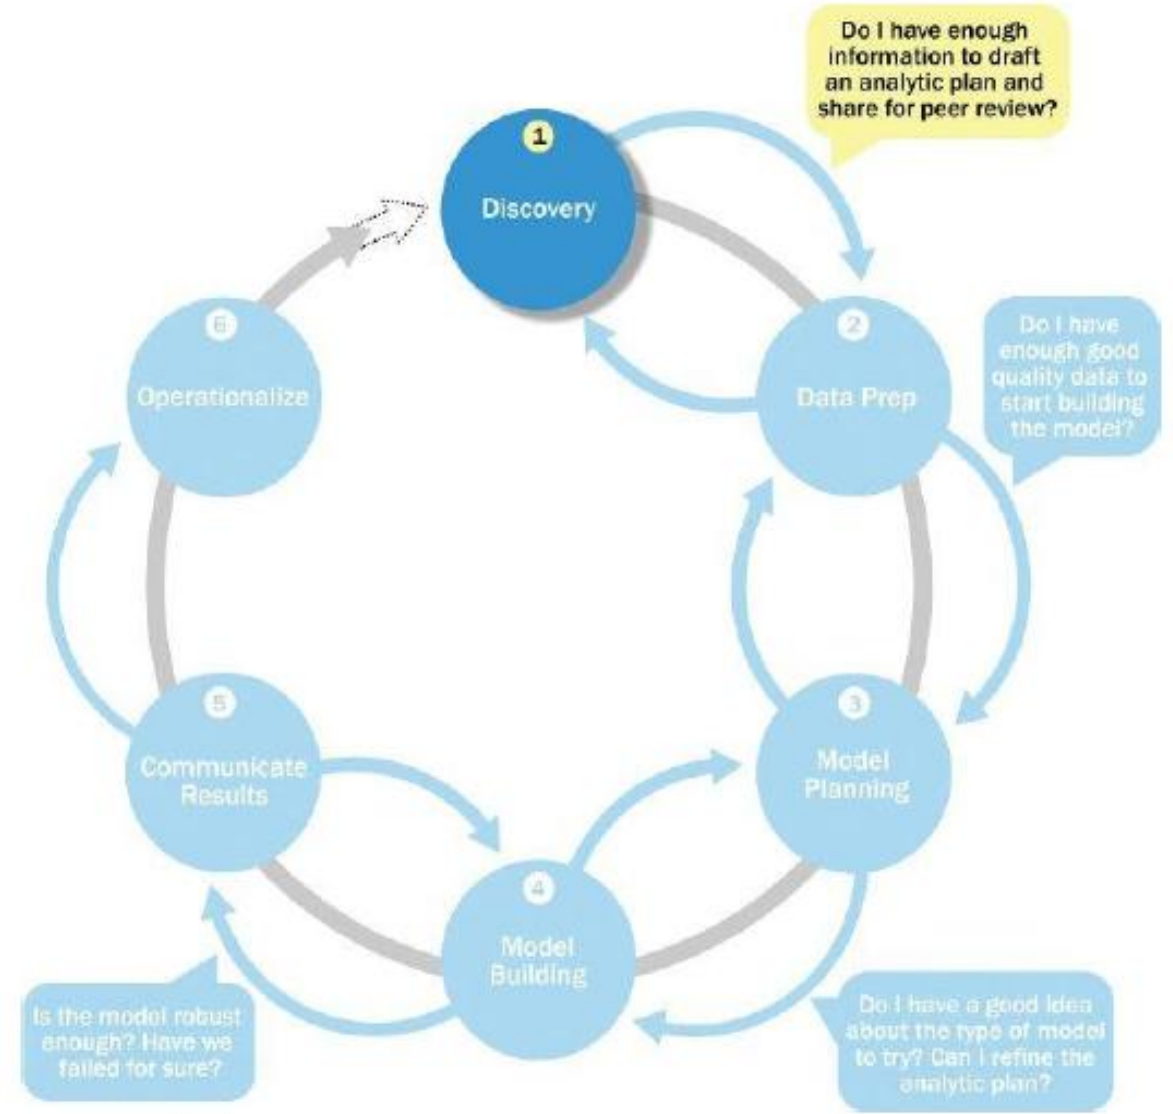 Do I have enough
information to draft
an analytic plan and
share for peer review?
1
Discovery
2
Data Prep
Do I have
enough good
quality data to
start building
the model?
6
Operationalize
3
Model
Planning
5
Communicate
Results
4
Model
Building
Do I have a good idea
about the type of model
to try? Can I refine the
analytic plan?
Is the model robust
enough? Have we
failed for sure?